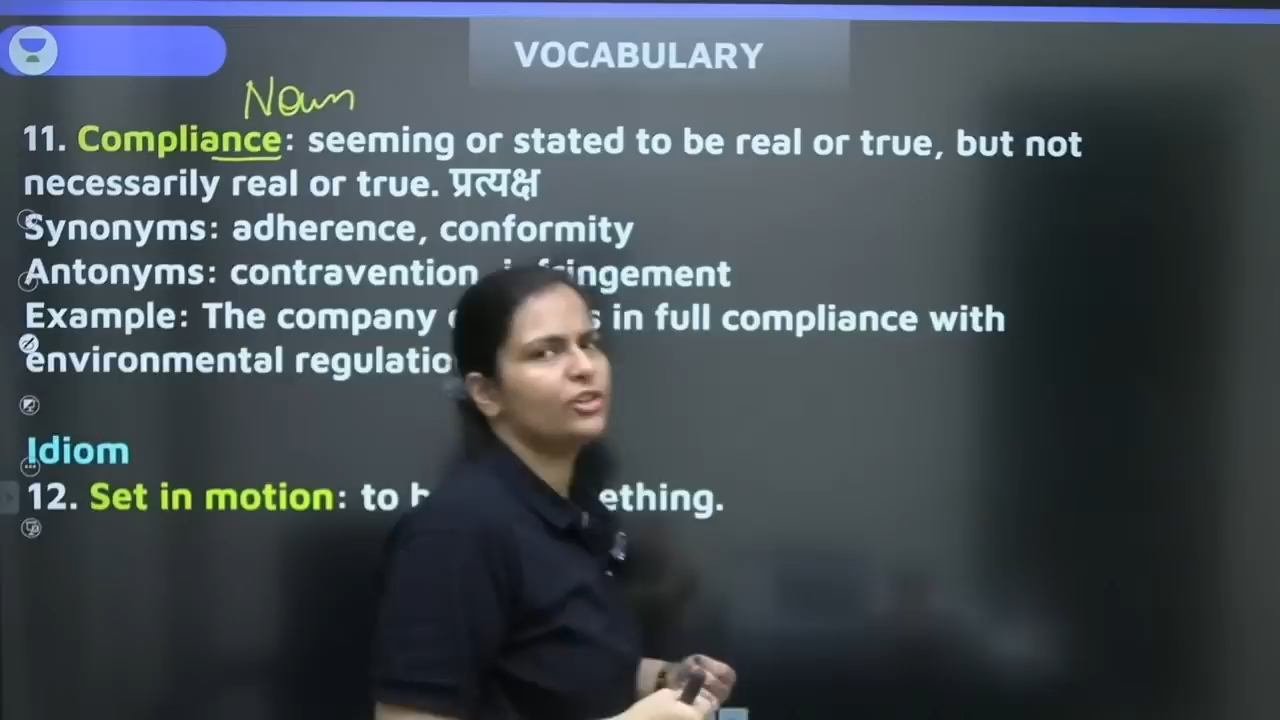 VOCABULARY
Noun
11. Compliance: seeming or stated to be real or true, but not
necessarily real or true. प्रत्यक्ष
Synonyms: adherence, conformity
Antonyms: contravention, infringement
Example: The company in full compliance with
environmental
Idiom
12. Set in motion: to